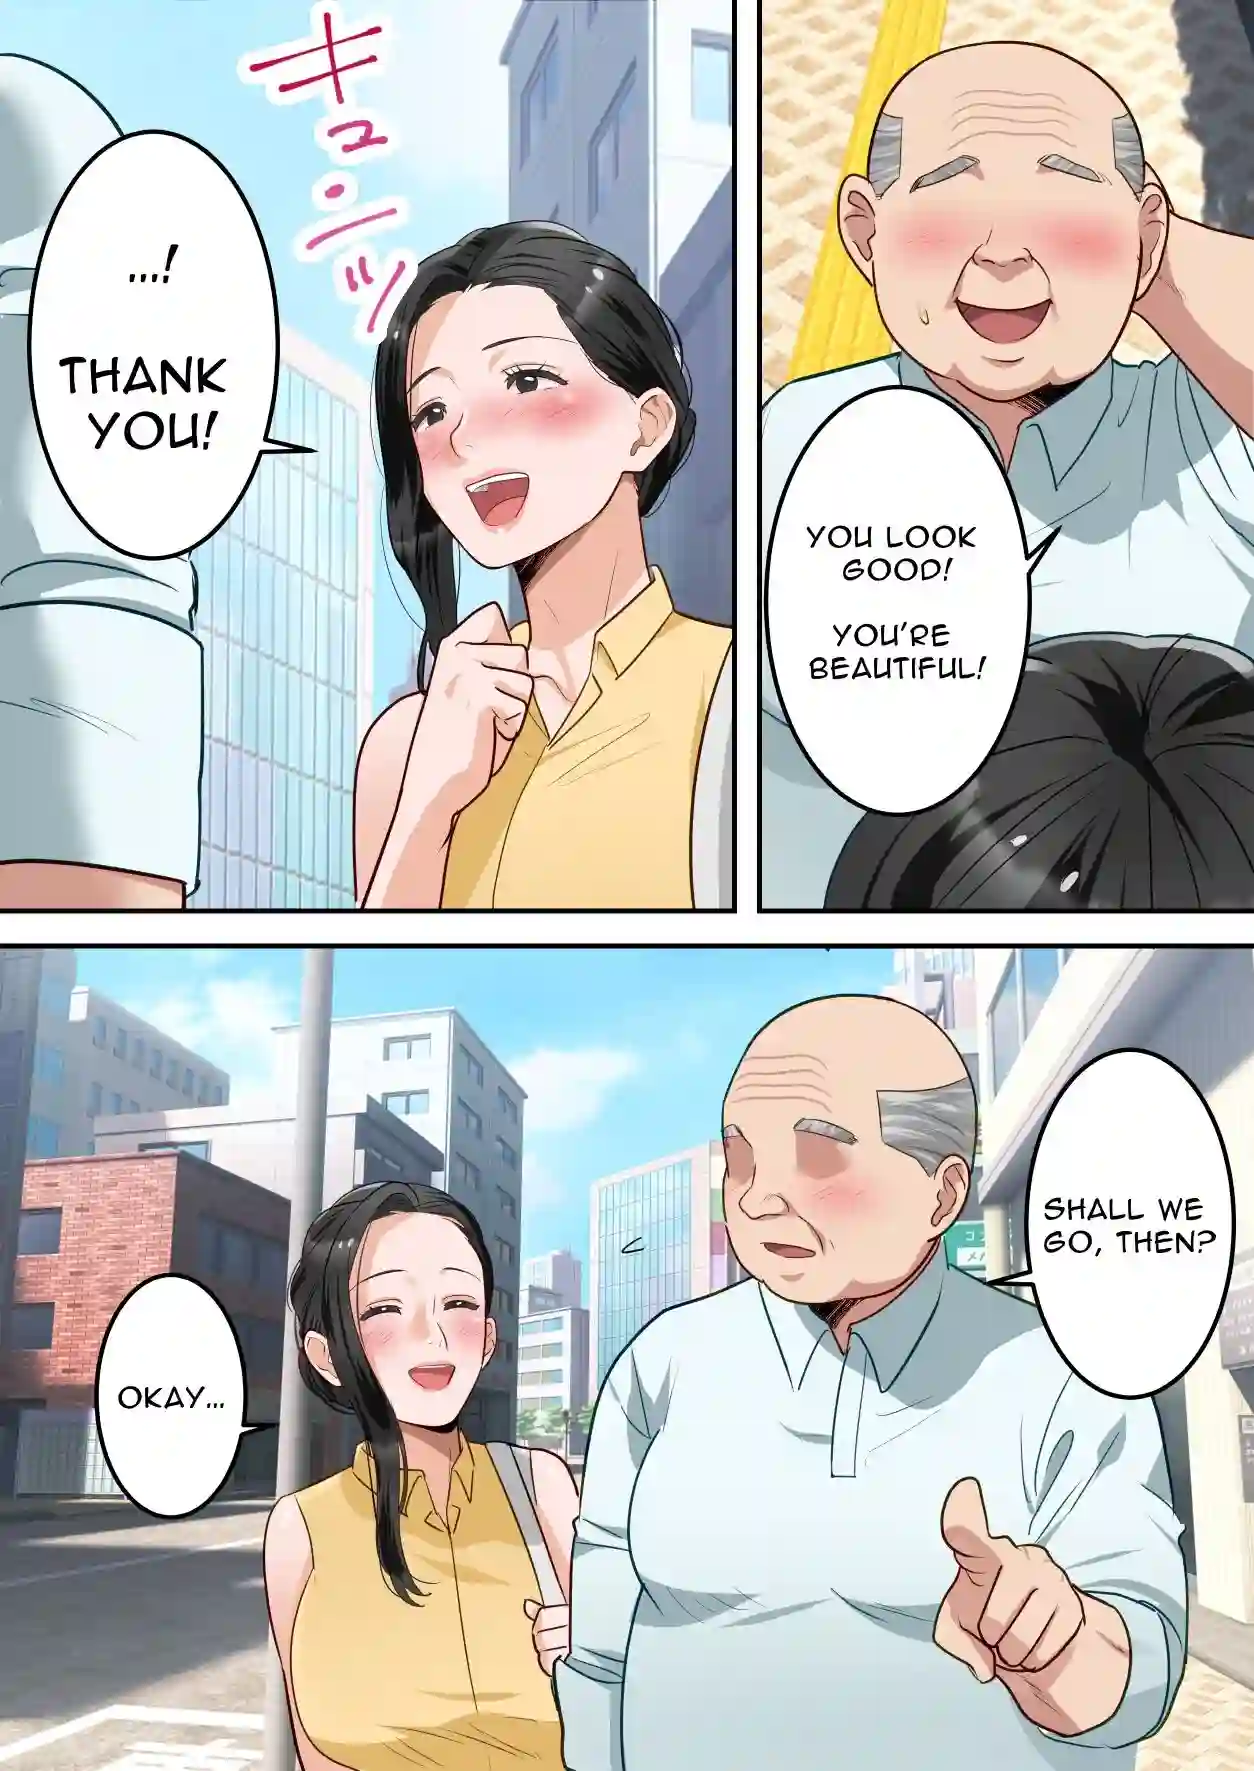 YOU LOOK
GOOD!
YOU'RE
BEAUTIFUL!
...!
THANK
YOU!
キュンッ
SHALL WE
GO, THEN?
OKAY...